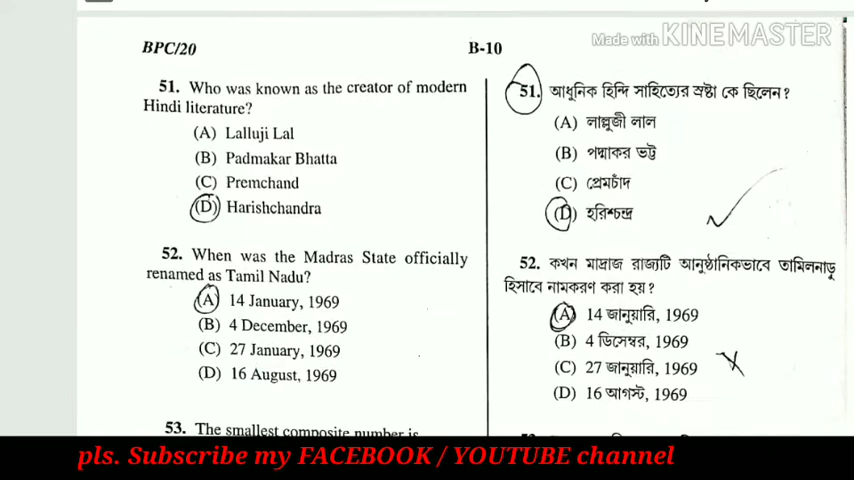 BPC/20
B-10
Made with KINEMASTER
51. Who was known as the creator of modern
Hindi literature?
(A) Lalluji Lal
(B) Padmakar Bhatta
(C) Premchand
(D) Harishchandra
52. When was the Madras State officially
renamed as Tamil Nadu?
(A) 14 January, 1969
(B) 4 December, 1969
(C) 27 January, 1969
(D) 16 August, 1969
53. The smallest composite number is
51. আধুনিক হিন্দি সাহিত্যের স্রষ্টা কে ছিলেন?
(A) লাল্লুজী লাল
(B) পদ্মাকর ভট্ট
(C) প্রেমচাঁদ
(D) হরিশ্চন্দ্র
52. কখন মাদ্রাজ রাজ্যটি আনুষ্ঠানিকভাবে তামিলনাড়ু
হিসাবে নামকরণ করা হয়?
(A) 14 জানুয়ারি, 1969
(B) 4 ডিসেম্বর, 1969
(C) 27 জানুয়ারি, 1969
(D) 16 আগস্ট, 1969
pls. Subscribe my FACEBOOK / YOUTUBE channel